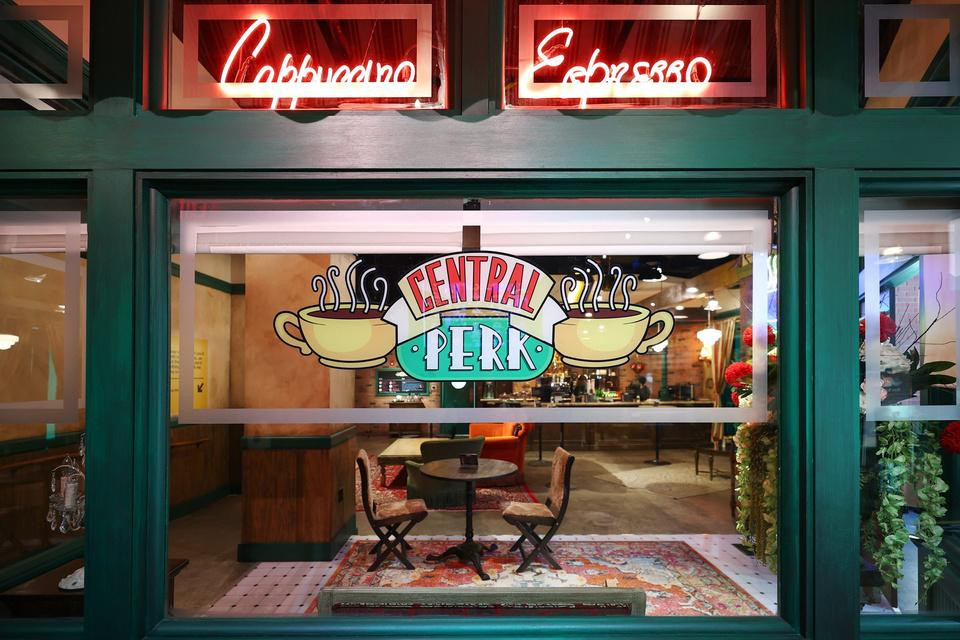 Cappuccino
Espresso
CENTRAL
PERK